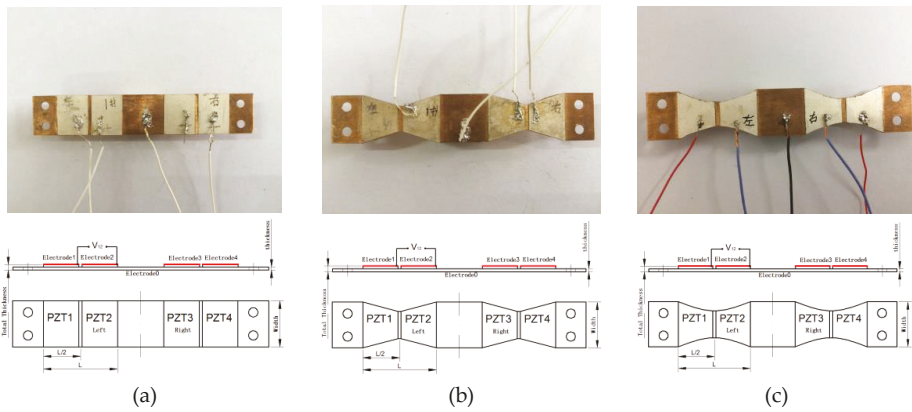 左 右
左 右
V12 V12 V12
Electrode1 Electrode2 Electrode3 Electrode4 thickness
Electrode0
Electrode1 Electrode2 Electrode3 Electrode4 thickness
Electrode0
Electrode1 Electrode2 Electrode3 Electrode4 thickness
Electrode0
Total Thickness PZT1 PZT2 PZT3 PZT4 Width
Left Right
L/2
L
Total Thickness PZT1 PZT2 PZT3 PZT4 Width
Left Right
L/2
L
Total Thickness PZT1 PZT2 PZT3 PZT4 Width
Left Right
L/2
L
(a) (b) (c)